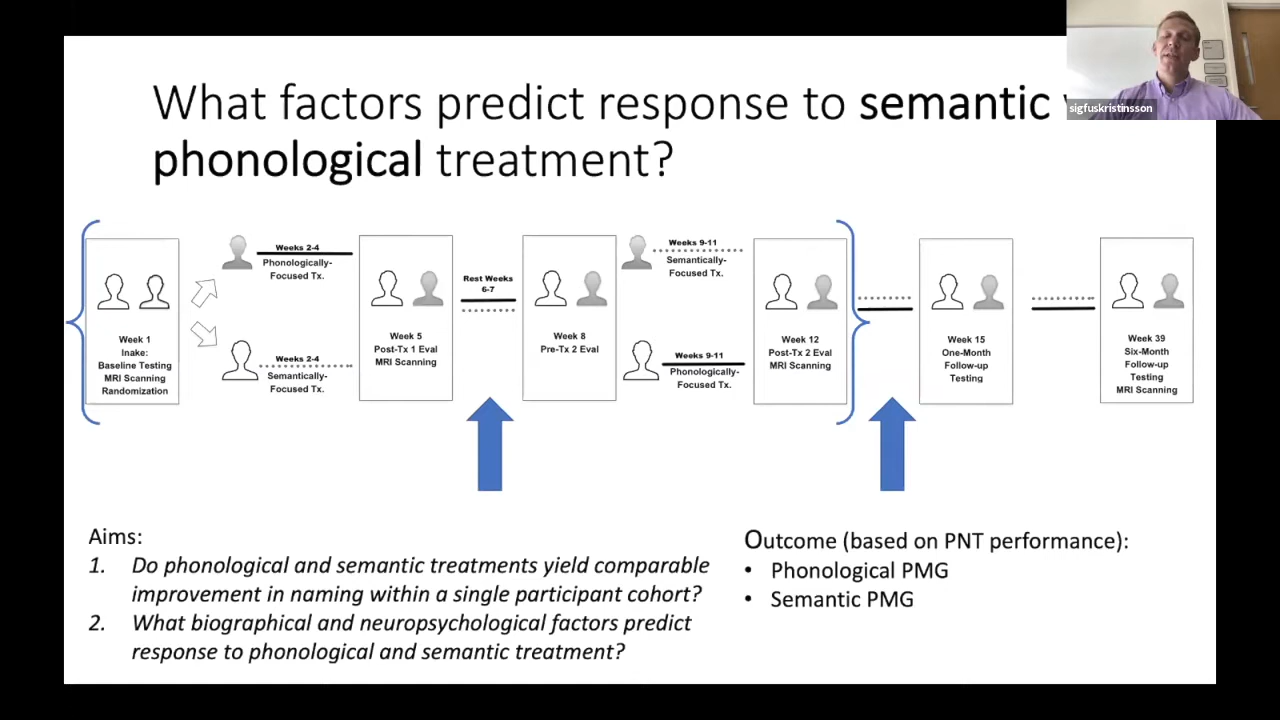 What factors predict response to semantic
phonological treatment?
sigfuskristinsson
Week 1
Inake:
Baseline Testing
MRI Scanning
Randomization
Weeks 2-4
Phonologically-
Focused Tx.
Weeks 2-4
Semantically-
Focused Tx.
Week 5
Post-Tx 1 Eval
MRI Scanning
Rest Weeks
6-7
Week 8
Pre-Tx 2 Eval
Weeks 9-11
Semantically-
Focused Tx.
Weeks 9-11
Phonologically-
Focused Tx.
Week 12
Post-Tx 2 Eval
MRI Scanning
Week 15
One-Month
Follow-up
Testing
Week 39
Six-Month
Follow-up
Testing
MRI Scanning
Aims:
1. Do phonological and semantic treatments yield comparable
improvement in naming within a single participant cohort?
2. What biographical and neuropsychological factors predict
response to phonological and semantic treatment?
Outcome (based on PNT performance):
• Phonological PMG
• Semantic PMG